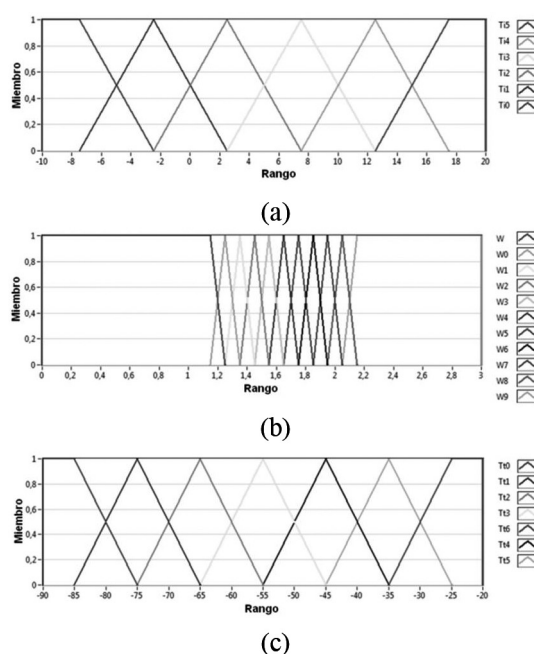 Miembro
1
0,8
0,6
0,4
0,2
0
-10 -8 -6 -4 -2 0 2 4 6 8 10 12 14 16 18 20
Rango
Ti5
Ti4
Ti3
Ti2
Ti1
Ti0
(a)
Miembro
1
0,8
0,6
0,4
0,2
0
0 0,2 0,4 0,6 0,8 1 1,2 1,4 1,6 1,8 2 2,2 2,4 2,6 2,8 3
Rango
W
W0
W1
W2
W3
W4
W5
W6
W7
W8
W9
(b)
Miembro
1
0,8
0,6
0,4
0,2
0
-90 -85 -80 -75 -70 -65 -60 -55 -50 -45 -40 -35 -30 -25 -20
Rango
Tt0
Tt1
Tt2
Tt3
Tt6
Tt4
Tt5
(c)